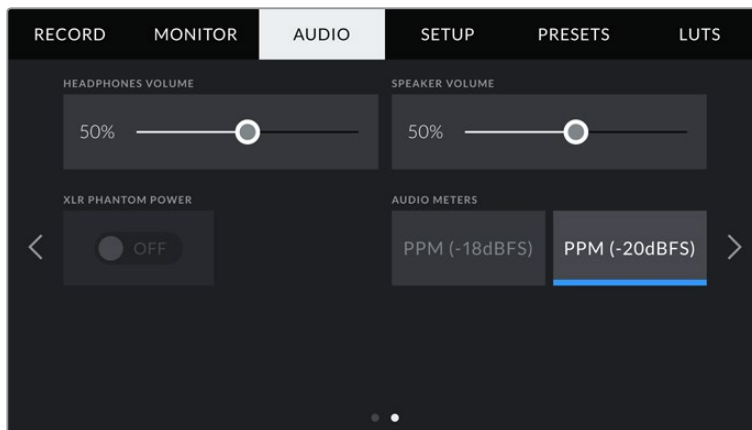 RECORD MONITOR AUDIO SETUP PRESETS LUTS
HEADPHONES VOLUME SPEAKER VOLUME
50% 50%
XLR PHANTOM POWER AUDIO METERS
OFF PPM (-18dBFS) PPM (-20dBFS)